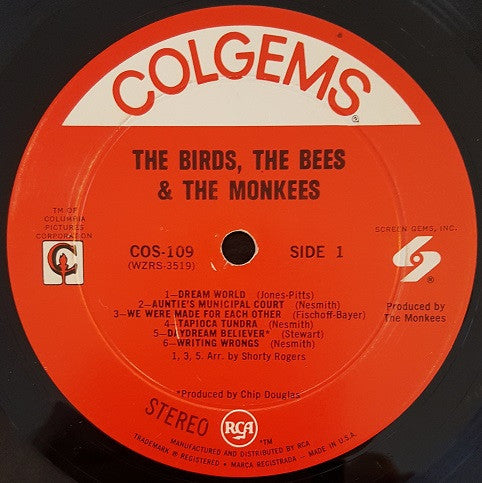 COLGEMS®
THE BIRDS, THE BEES
& THE MONKEES
TM OF
COLUMBIA
PICTURES
CORPORATION
C
SCREEN GEMS, INC.
®
COS-109
(WZRS-3519)
SIDE 1
Produced by
The Monkees
1—DREAM WORLD (Jones-Pitts)
2—AUNTIE'S MUNICIPAL COURT (Nesmith)
3—WE WERE MADE FOR EACH OTHER (Fischoff-Bayer)
4—TAPIOCA TUNDRA (Nesmith)
5—DAYDREAM BELIEVER* (Stewart)
6—WRITING WRONGS (Nesmith)
1, 3, 5. Arr. by Shorty Rogers
*Produced by Chip Douglas
STEREO
RCA
"TM
MANUFACTURED AND DISTRIBUTED BY RCA
TRADEMARK ® REGISTERED • MARCA REGISTRADA — MADE IN U.S.A.